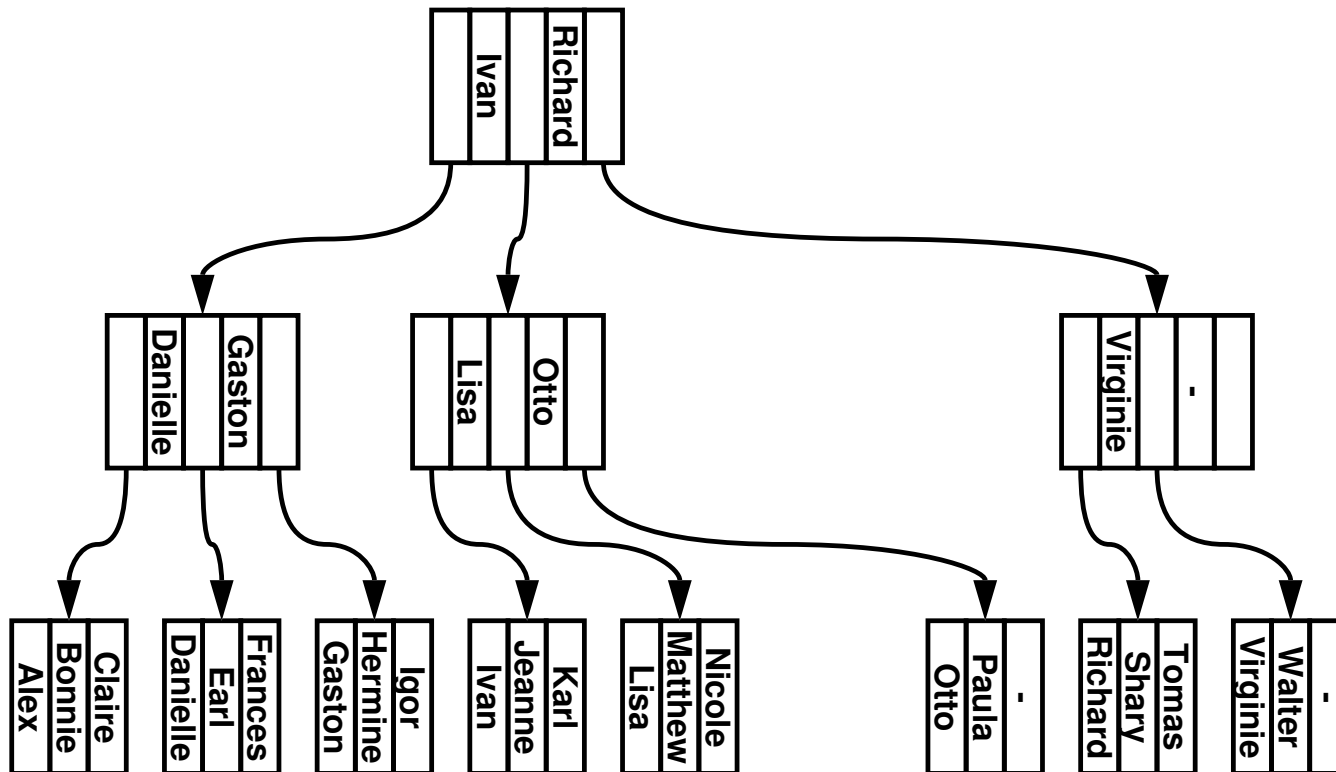 Ivan
Richard
Danielle
Gaston
Lisa
Otto
Virginie
-
Alex
Bonnie
Claire
Danielle
Earl
Frances
Gaston
Hermine
Igor
Ivan
Jeanne
Karl
Lisa
Matthew
Nicole
Otto
Paula
-
Richard
Shary
Tomas
Virginie
Walter
-